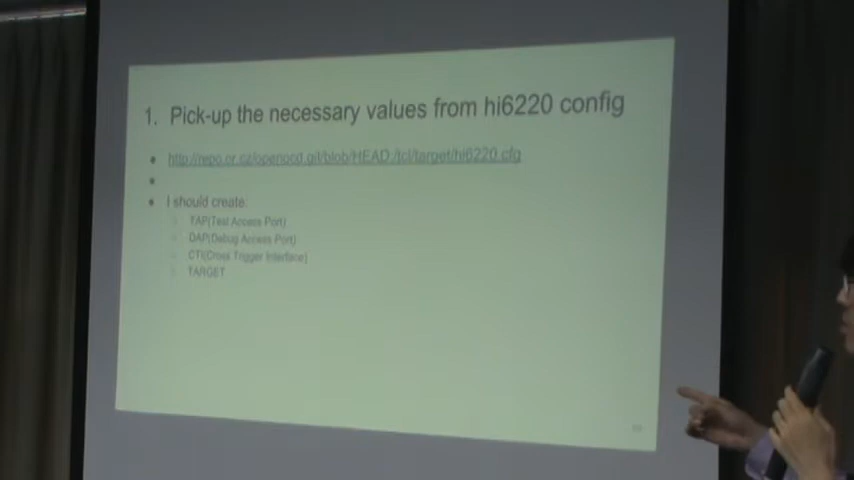 1. Pick-up the necessary values from hi6220 config
http://repo.or.cz/openocd.git/blob/HEAD:/tcl/target/hi6220.cfg
I should create:
TAP(Test Access Port)
DAP(Debug Access Port)
CTI(Cross Trigger Interface)
TARGET